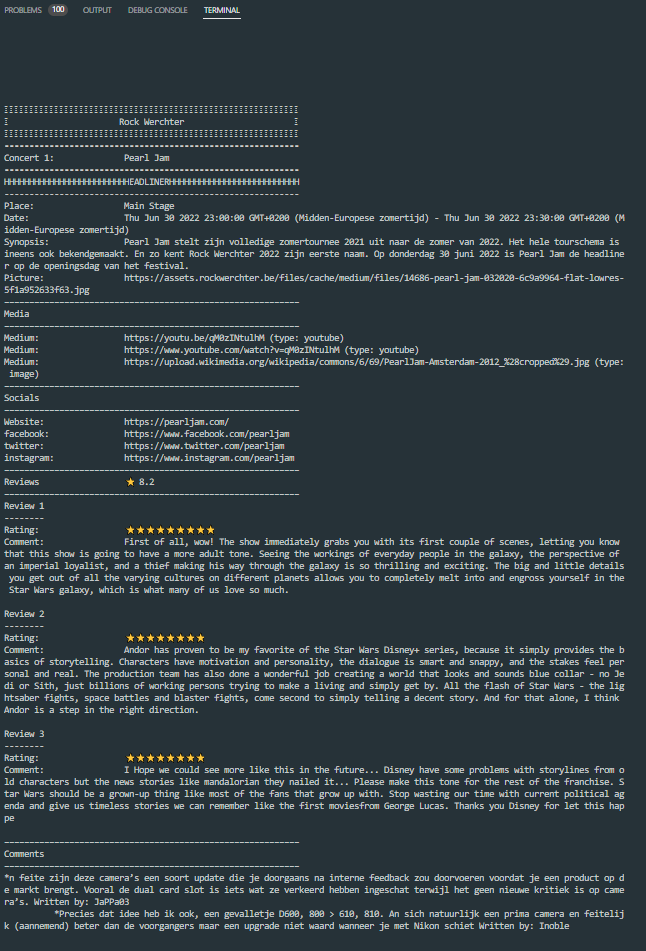 PROBLEMS 100 OUTPUT DEBUG CONSOLE TERMINAL
Rock Werchter
------------------------------------------------------------
Concert 1: Pearl Jam
------------------------------------------------------------
HHHHHHHHHHHHHHHHHHHHHHHHHEADLINERHHHHHHHHHHHHHHHHHHHHHHHHHHH
------------------------------------------------------------
Place: Main Stage
Date: Thu Jun 30 2022 23:00:00 GMT+0200 (Midden-Europese zomertijd) - Thu Jun 30 2022 23:30:00 GMT+0200 (M
idden-Europese zomertijd)
Synopsis: Pearl Jam stelt zijn volledige zomertournee 2021 uit naar de zomer van 2022. Het hele tourschema is
ineens ook bekendgemaakt. En zo kent Rock Werchter 2022 zijn eerste naam. Op donderdag 30 juni 2022 is Pearl Jam de headline
r op de openingsdag van het festival.
Picture: https://assets.rockwerchter.be/files/cache/medium/files/14686-pearl-jam-032020-6c9a9964-flat-lowres-
5f1a952633f63.jpg
------------------------------------------------------------
Media
------------------------------------------------------------
Medium: https://youtu.be/qM0zINtulhM (type: youtube)
Medium: https://www.youtube.com/watch?v=qM0zINtulhM (type: youtube)
Medium: https://upload.wikimedia.org/wikipedia/commons/6/69/PearlJam-Amsterdam-2012_%28cropped%29.jpg (type:
image)
------------------------------------------------------------
Socials
------------------------------------------------------------
Website: https://pearljam.com/
facebook: https://www.facebook.com/pearljam
twitter: https://www.twitter.com/pearljam
instagram: https://www.instagram.com/pearljam
------------------------------------------------------------
Reviews ⭐ 8.2
------------------------------------------------------------
Review 1
--------
Rating: ⭐⭐⭐⭐⭐⭐⭐⭐⭐
Comment: First of all, wow! The show immediately grabs you with its first couple of scenes, letting you know
that this show is going to have a more adult tone. Seeing the workings of everyday people in the galaxy, the perspective of
an imperial loyalist, and a thief making his way through the galaxy is so thrilling and exciting. The big and little details
you get out of all the varying cultures on different planets allows you to completely melt into and engross yourself in the
Star Wars galaxy, which is what many of us love so much.
Review 2
--------
Rating: ⭐⭐⭐⭐⭐⭐⭐⭐
Comment: Andor has proven to be my favorite of the Star Wars Disney+ series, because it simply provides the b
asics of storytelling. Characters have motivation and personality, the dialogue is smart and snappy, and the stakes feel per
sonal and real. The production team has also done a wonderful job creating a world that looks and sounds blue collar - no Je
di or Sith, just billions of working persons trying to make a living and simply get by. All the flash of Star Wars - the lig
htsaber fights, space battles and blaster fights, come second to simply telling a decent story. And for that alone, I think
Andor is a step in the right direction.
Review 3
--------
Rating: ⭐⭐⭐⭐⭐⭐⭐⭐
Comment: I Hope we could see more like this in the future... Disney have some problems with storylines from o
ld characters but the news stories like mandalorian they nailed it... Please make this tone for the rest of the franchise. S
tar Wars should be a grown-up thing like most of the fans that grow up with. Stop wasting our time with current political ag
enda and give us timeless stories we can remember like the first moviesfrom George Lucas. Thanks you Disney for let this hap
pe
------------------------------------------------------------
Comments
------------------------------------------------------------
*n feite zijn deze camera’s een soort update die je doorgaans na interne feedback zou doorvoeren voordat je een product op d
e markt brengt. Vooral de dual card slot is iets wat ze verkeerd hebben ingeschat terwijl het geen nieuwe kritiek is op came
ra’s. Written by: JaPPa03
*Precies dat idee heb ik ook, een gevalletje D600, 800 > 610, 810. An sich natuurlijk een prima camera en feitelij
k (aannemend) beter dan de voorgangers maar een upgrade niet waard wanneer je met Nikon schiet Written by: Inoble